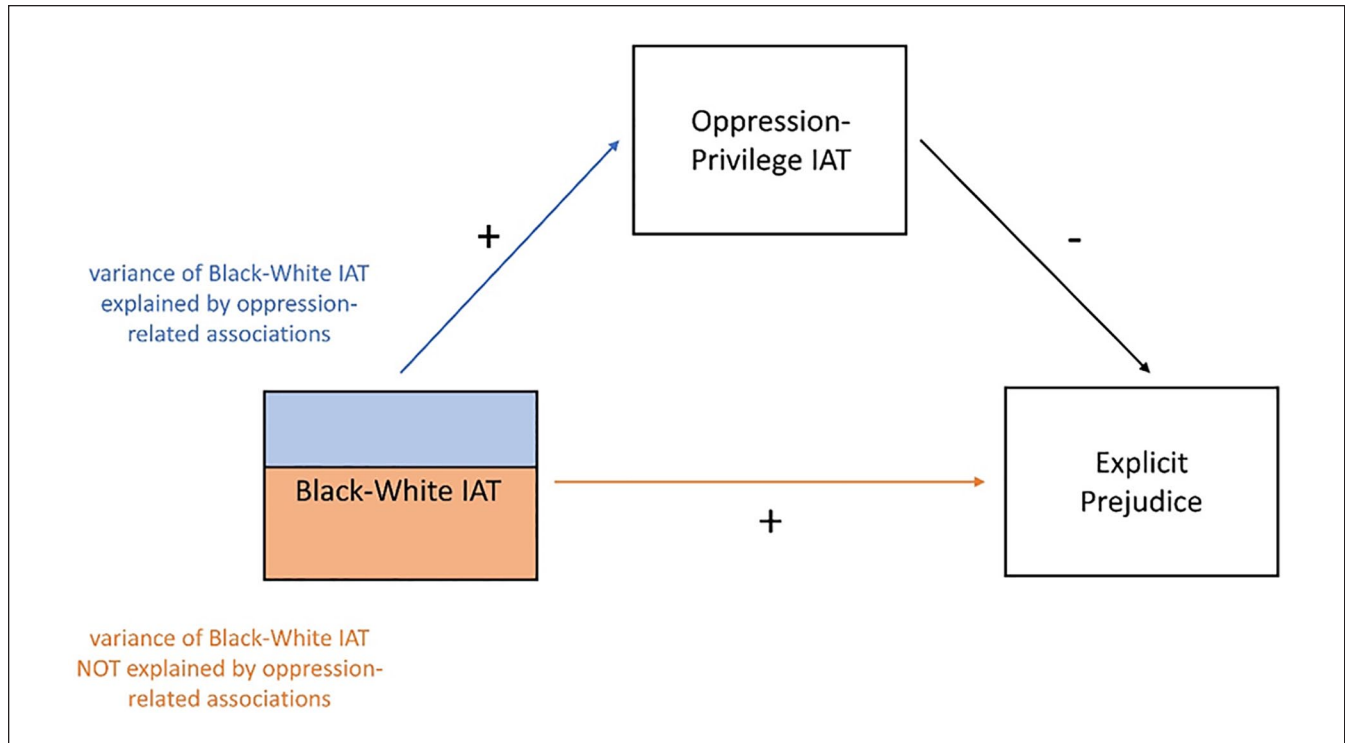 Oppression-
Privilege IAT
+
-
variance of Black-White IAT
explained by oppression-
related associations
Black-White IAT
+
Explicit
Prejudice
variance of Black-White IAT
NOT explained by oppression-
related associations